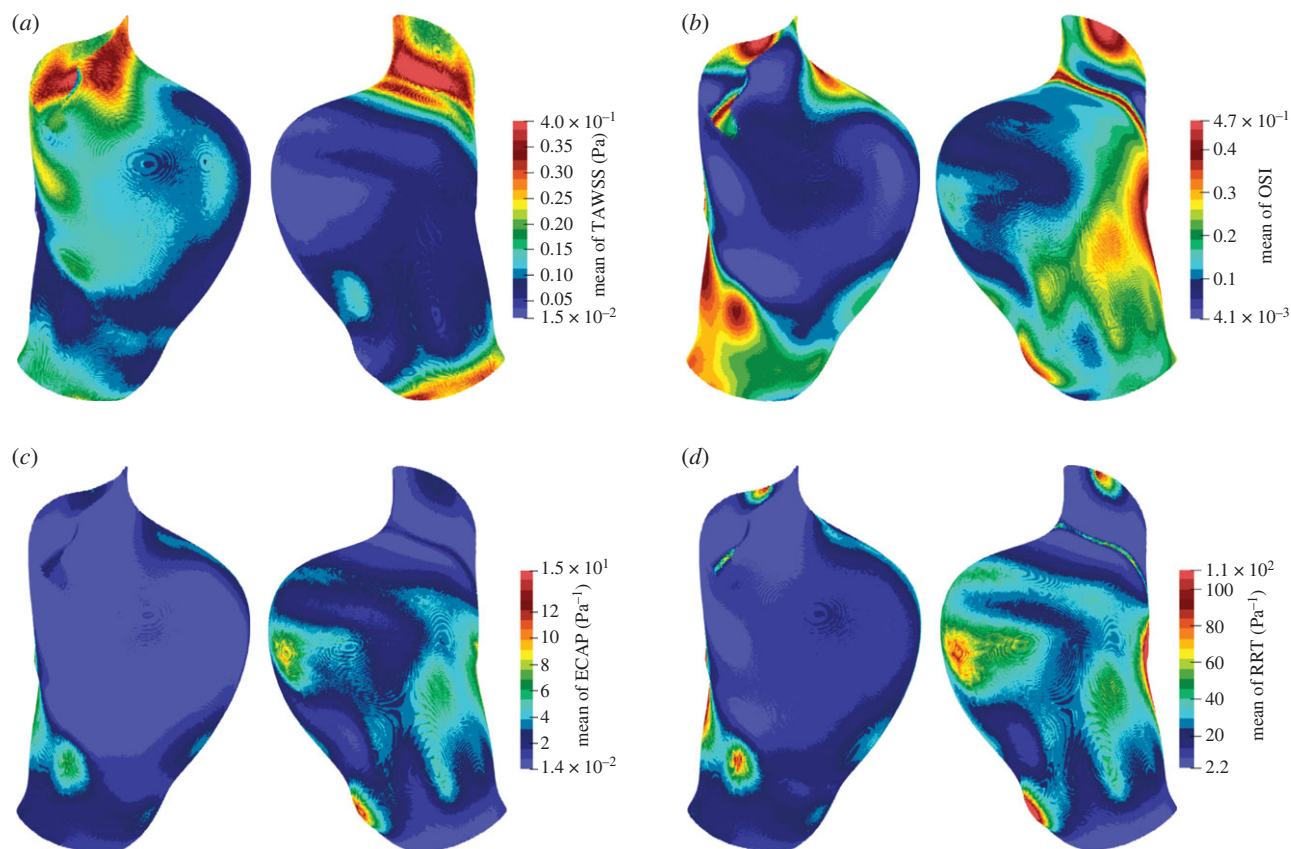 (a)
4.0 × 10⁻¹
0.35
0.30
0.25
0.20
0.15
0.10
0.05
1.5 × 10⁻²
mean of TAWSS (Pa)
(b)
4.7 × 10⁻¹
0.4
0.3
0.2
0.1
4.1 × 10⁻³
mean of OSI
(c)
1.5 × 10¹
12
10
8
6
4
2
1.4 × 10⁻²
mean of ECAP (Pa⁻¹)
(d)
1.1 × 10²
100
80
60
40
20
2.2
mean of RRT (Pa⁻¹)